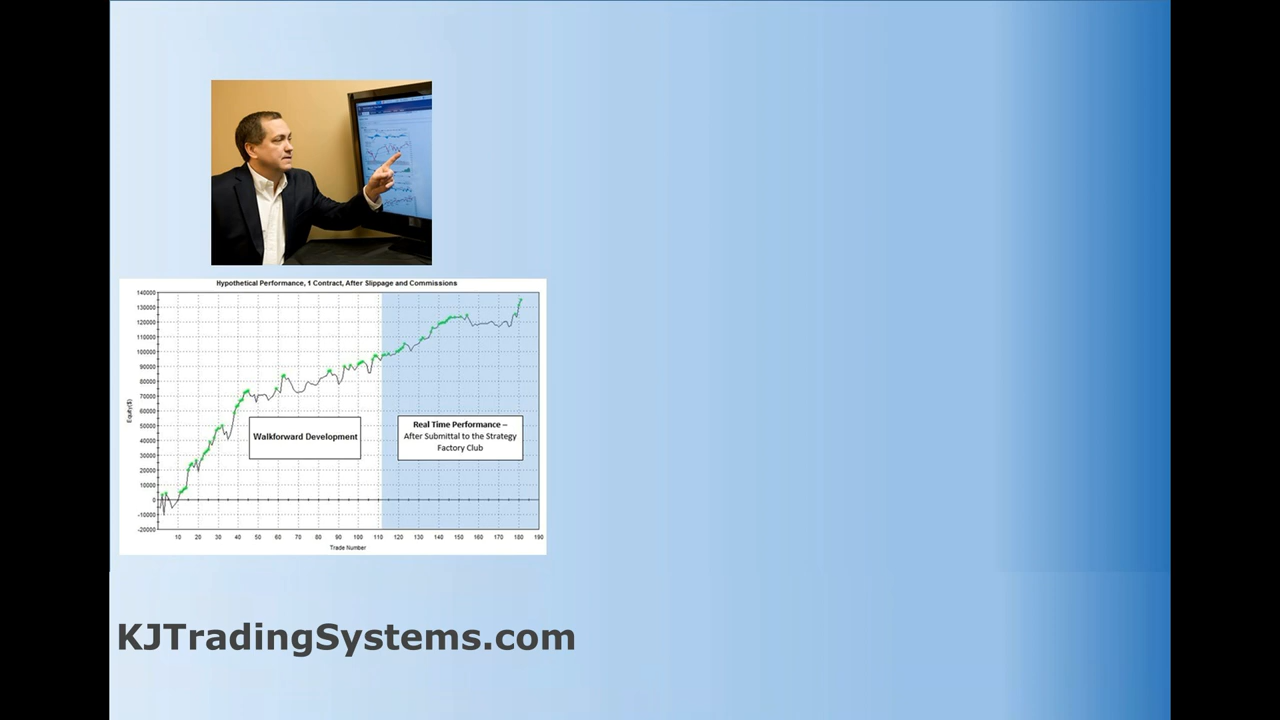 Hypothetical Performance, 1 Contract, After Slippage and Commissions
140000
130000
120000
110000
100000
90000
80000
70000
60000
50000
40000
30000
20000
10000
0
-10000
-20000
Equity($)
Walkforward Development
Real Time Performance –
After Submittal to the Strategy
Factory Club
10 20 30 40 50 60 70 80 90 100 110 120 130 140 150 160 170 180 190
Trade Number
KJTradingSystems.com